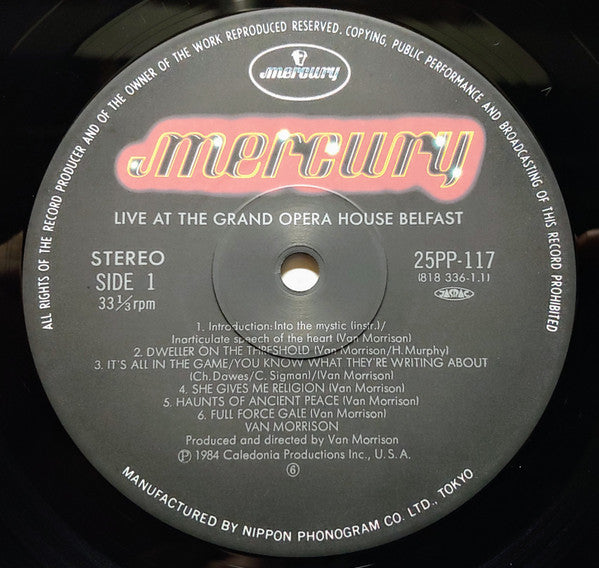 ALL RIGHTS OF THE RECORD PRODUCER AND OF THE OWNER OF THE WORK REPRODUCED RESERVED. COPYING, PUBLIC PERFORMANCE AND BROADCASTING OF THIS RECORD PROHIBITED
mercury
mercury
LIVE AT THE GRAND OPERA HOUSE BELFAST
STEREO
SIDE 1
33 1/3 rpm
25PP-117
(818 336-1.1)
JASRAC
1. Introduction:Into the mystic (instr.)/
Inarticulate speech of the heart (Van Morrison)
2. DWELLER ON THE THRESHOLD (Van Morrison/H.Murphy)
3. IT'S ALL IN THE GAME/YOU KNOW WHAT THEY'RE WRITING ABOUT
(Ch.Dawes/C. Sigman)/(Van Morrison)
4. SHE GIVES ME RELIGION (Van Morrison)
5. HAUNTS OF ANCIENT PEACE (Van Morrison)
6. FULL FORCE GALE (Van Morrison)
VAN MORRISON
Produced and directed by Van Morrison
Ⓟ 1984 Caledonia Productions Inc., U.S.A.
⑥
MANUFACTURED BY NIPPON PHONOGRAM CO. LTD., TOKYO